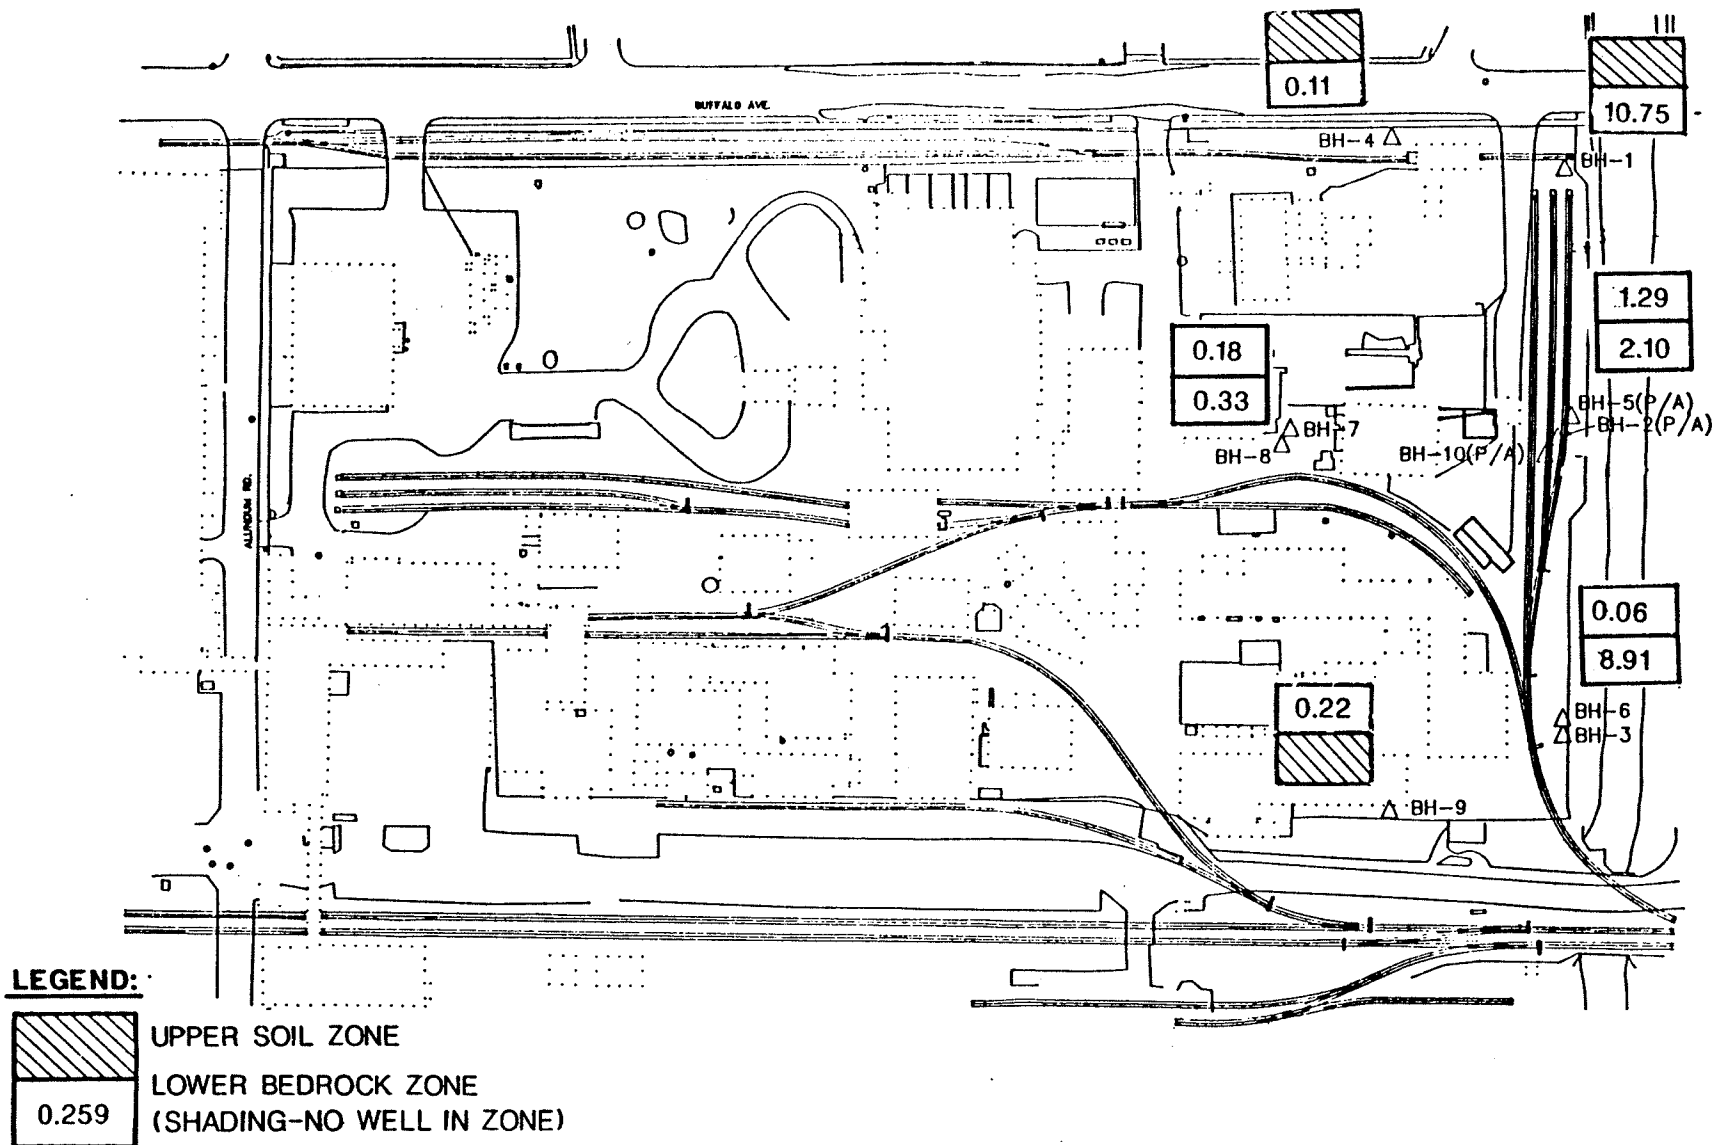 0.11
10.75
BUFFALO AVE.
BH-4
BH-1
1.29
2.10
0.18
0.33
BH-5(P/A)
BH-2(P/A)
BH-7
BH-8
BH-10(P/A)
ALUNDUM RD.
0.06
8.91
0.22
BH-6
BH-3
BH-9
LEGEND:
UPPER SOIL ZONE
LOWER BEDROCK ZONE
0.259
(SHADING-NO WELL IN ZONE)